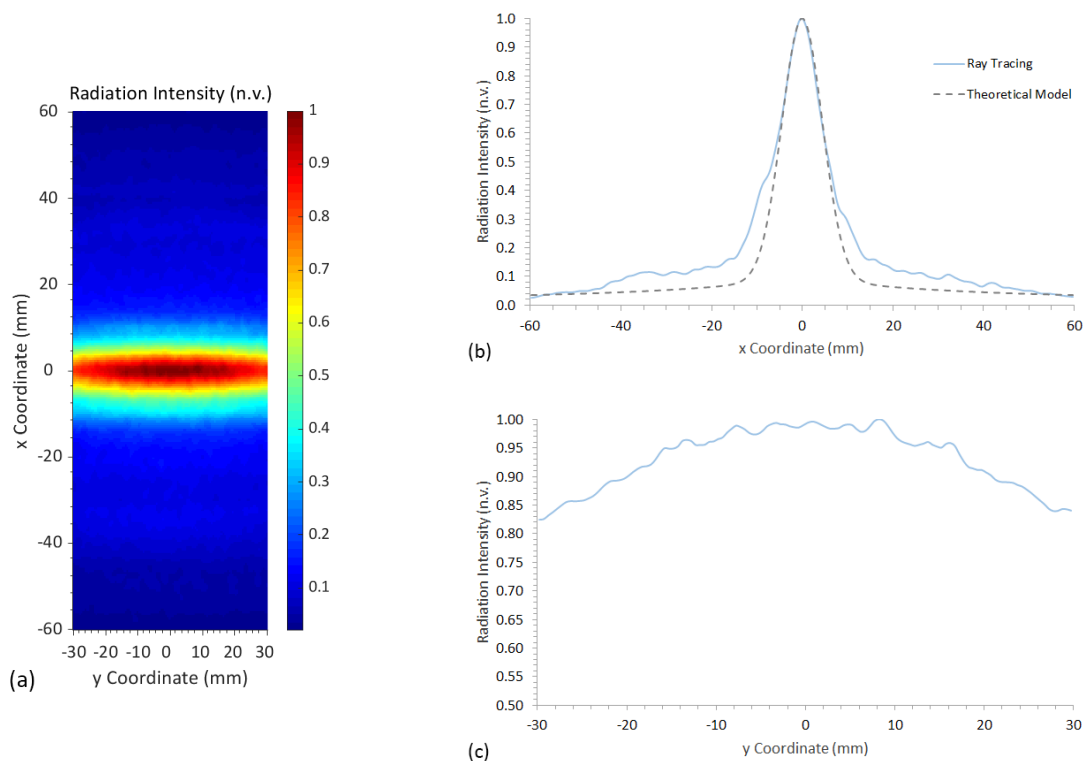 Radiation Intensity (n.v.)
60
40
20
0
-20
-40
-60
x Coordinate (mm)
-30 -20 -10 0 10 20 30
y Coordinate (mm)
1
0.9
0.8
0.7
0.6
0.5
0.4
0.3
0.2
0.1
(a)
1.0
0.9
0.8
0.7
0.6
0.5
0.4
0.3
0.2
0.1
0.0
Radiation Intensity (n.v.)
Ray Tracing
Theoretical Model
-60 -40 -20 0 20 40 60
x Coordinate (mm)
(b)
1.00
0.95
0.90
0.85
0.80
0.75
0.70
0.65
0.60
0.55
0.50
Radiation Intensity (n.v.)
-30 -20 -10 0 10 20 30
y Coordinate (mm)
(c)